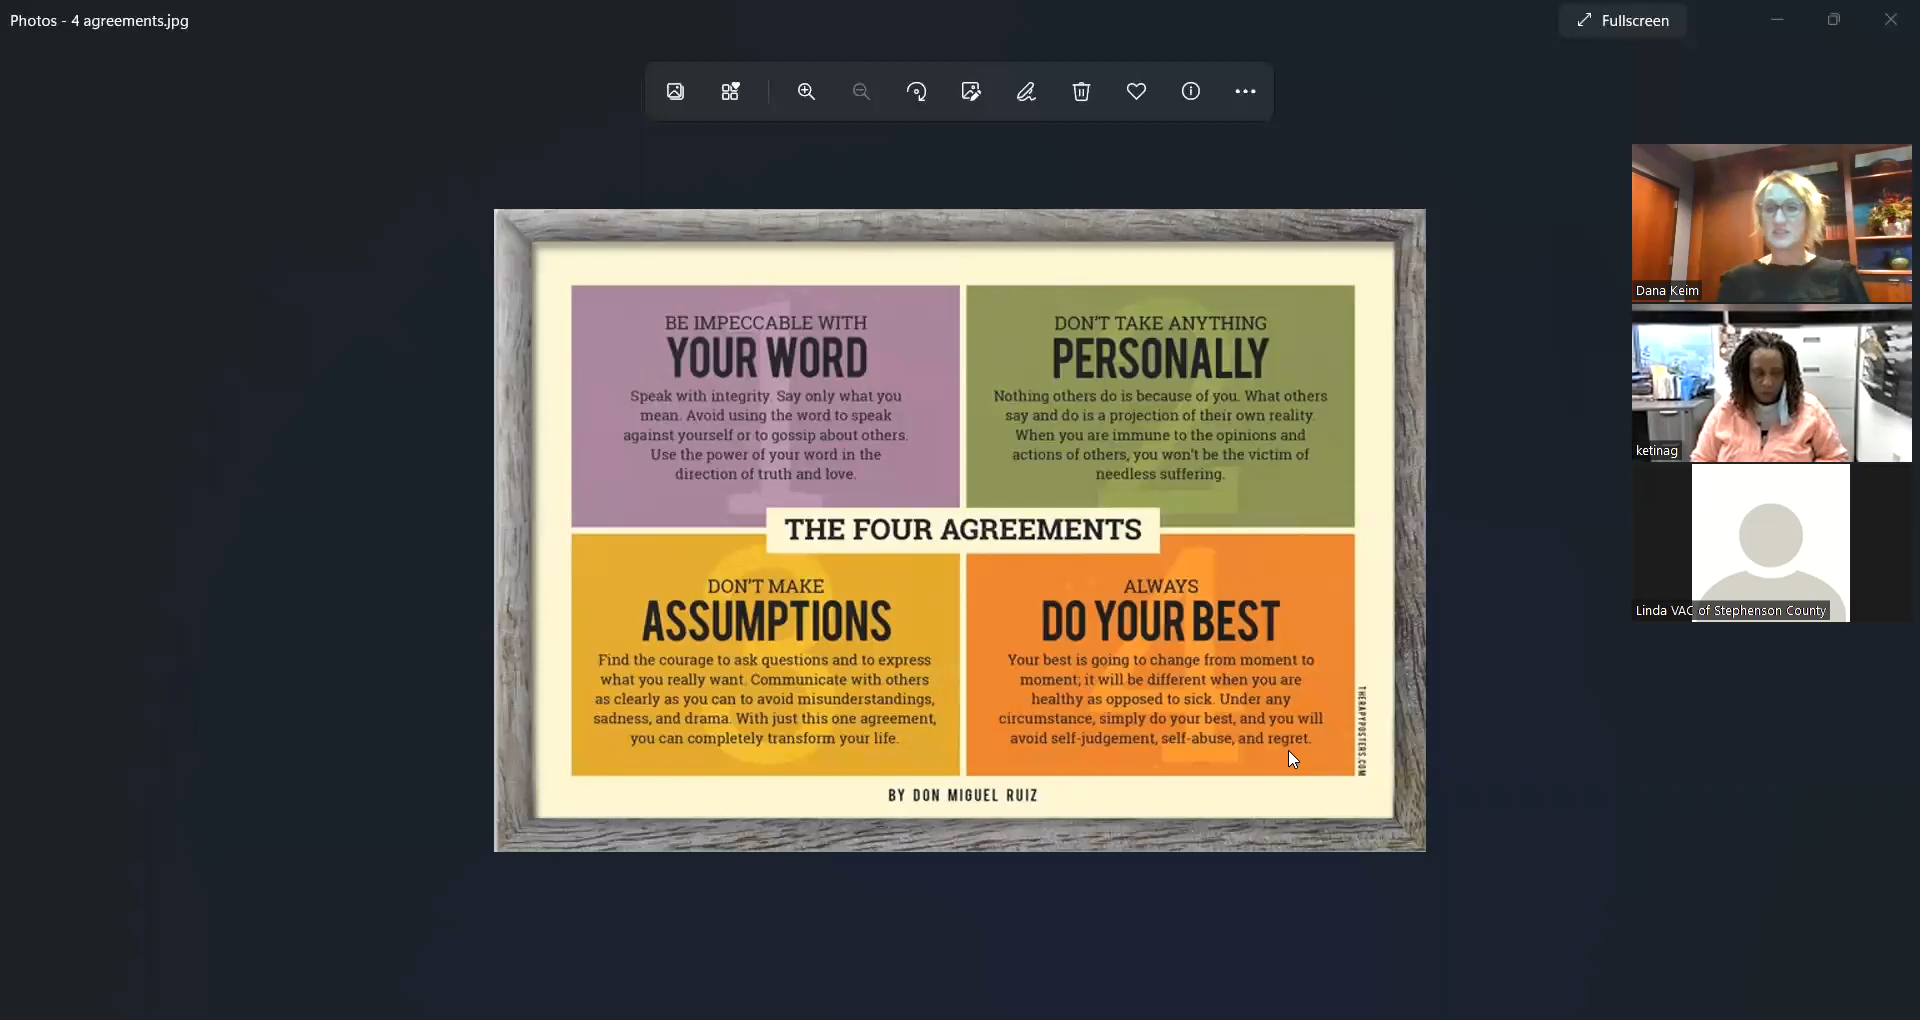 Photos - 4 agreements.jpg
Fullscreen
BE IMPECCABLE WITH
YOUR WORD
Speak with integrity. Say only what you
mean. Avoid using the word to speak
against yourself or to gossip about others.
Use the power of your word in the
direction of truth and love.
DON'T TAKE ANYTHING
PERSONALLY
Nothing others do is because of you. What others
say and do is a projection of their own reality.
When you are immune to the opinions and
actions of others, you won't be the victim of
needless suffering.
THE FOUR AGREEMENTS
DON'T MAKE
ASSUMPTIONS
Find the courage to ask questions and to express
what you really want. Communicate with others
as clearly as you can to avoid misunderstandings,
sadness, and drama. With just this one agreement,
you can completely transform your life.
ALWAYS
DO YOUR BEST
Your best is going to change from moment to
moment; it will be different when you are
healthy as opposed to sick. Under any
circumstance, simply do your best, and you will
avoid self-judgement, self-abuse, and regret.
THERAPYPOSTERS.COM
BY DON MIGUEL RUIZ
Dana Keim
ketinag
Linda VAC of Stephenson County